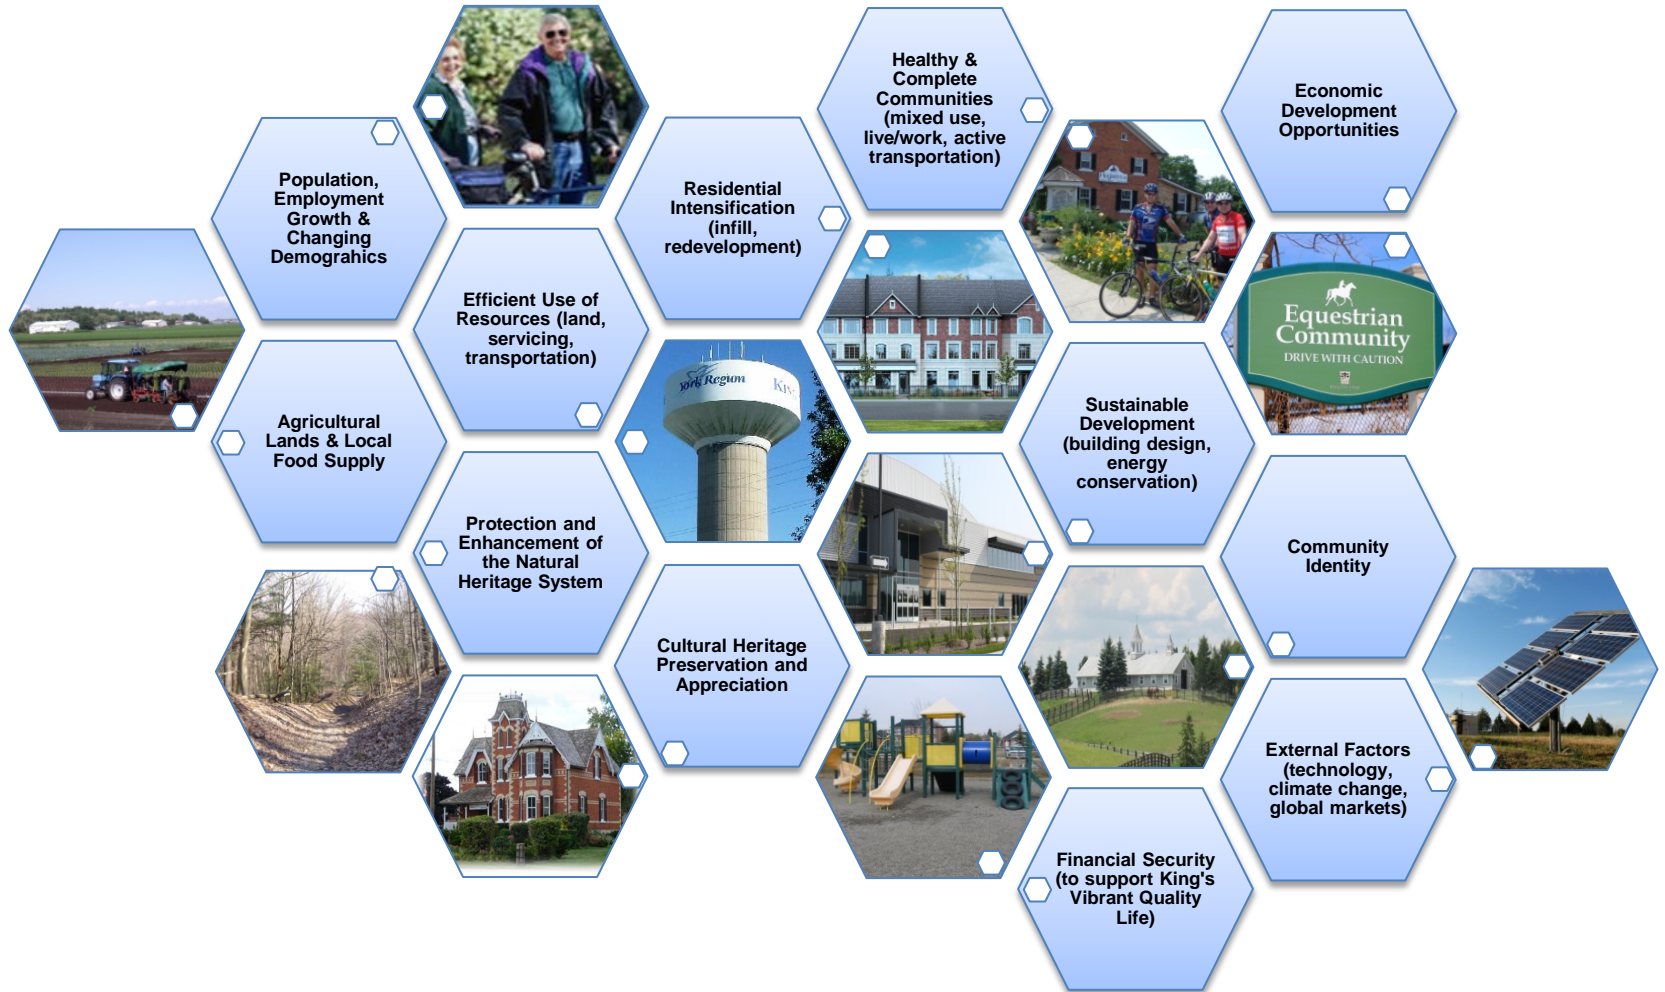 Healthy &
Complete
Communities
(mixed use,
live/work, active
transportation)
Economic
Development
Opportunities
Population,
Employment
Growth &
Changing
Demograhics
Residential
Intensification
(infill,
redevelopment)
Efficient Use of
Resources (land,
servicing,
transportation)
Equestrian
Community
DRIVE WITH CAUTION
York Region
Agricultural
Lands & Local
Food Supply
Sustainable
Development
(building design,
energy
conservation)
Protection and
Enhancement of
the Natural
Heritage System
Community
Identity
Cultural Heritage
Preservation and
Appreciation
External Factors
(technology,
climate change,
global markets)
Financial Security
(to support King's
Vibrant Quality
Life)